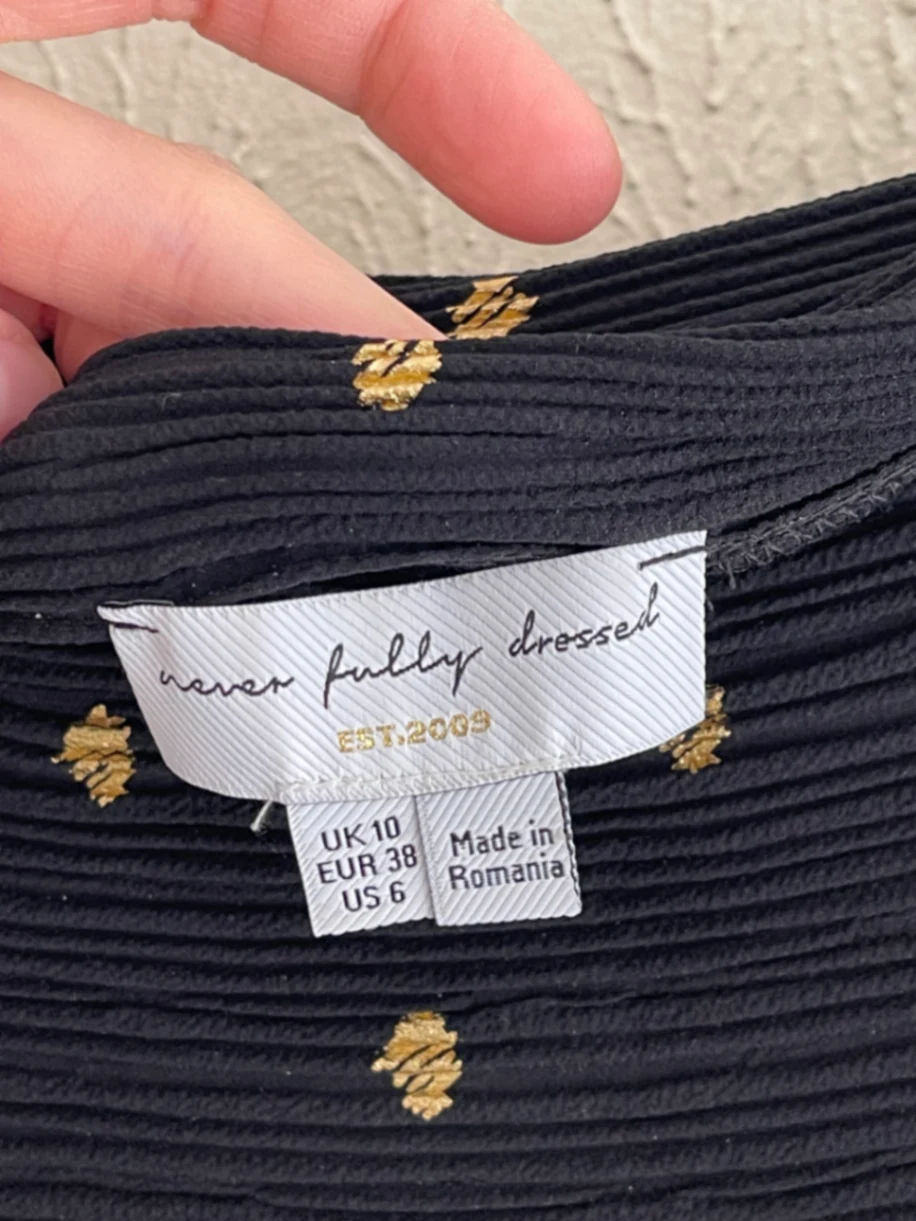 never fully dressed
EST.2009
UK 10
EUR 38
US 6
Made in
Romania